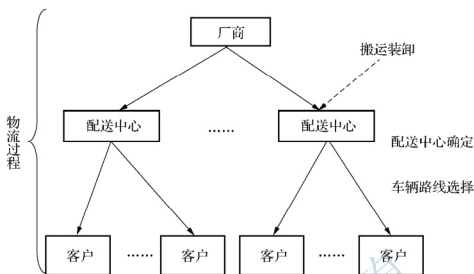 厂商
搬运装卸
物流过程
配送中心
……
配送中心
配送中心确定
车辆路线选择
客户
……
客户
客户
……
客户